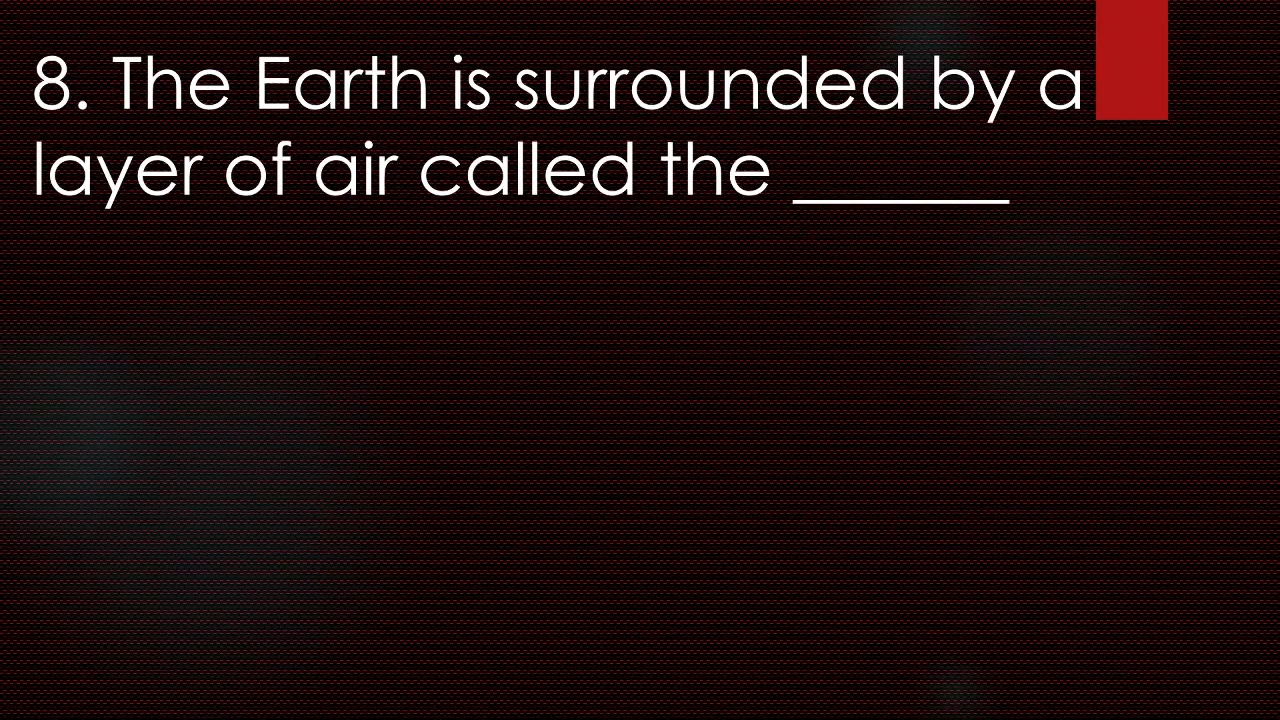 8. The Earth is surrounded by a
layer of air called the ______